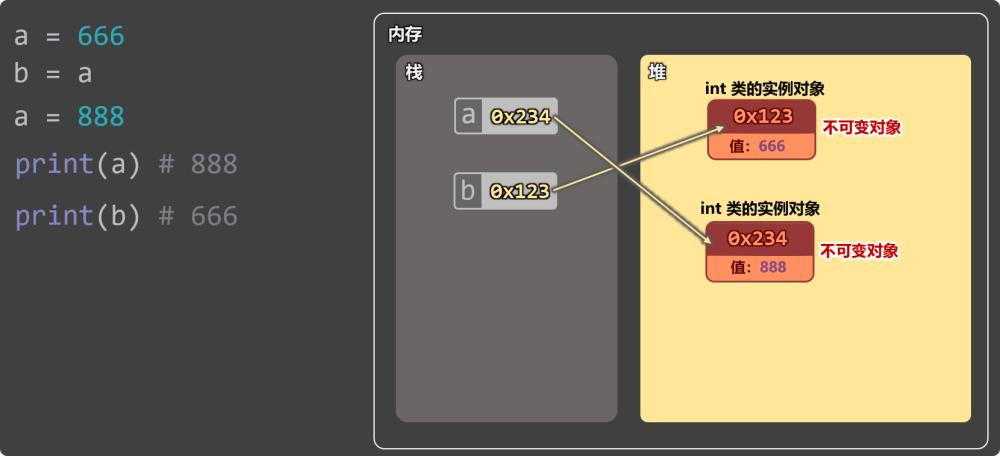 a = 666
b = a
a = 888
print(a) # 888
print(b) # 666
内存
栈
a 0x234
b 0x123
堆
int 类的实例对象
0x123
值：666
不可变对象
int 类的实例对象
0x234
值：888
不可变对象